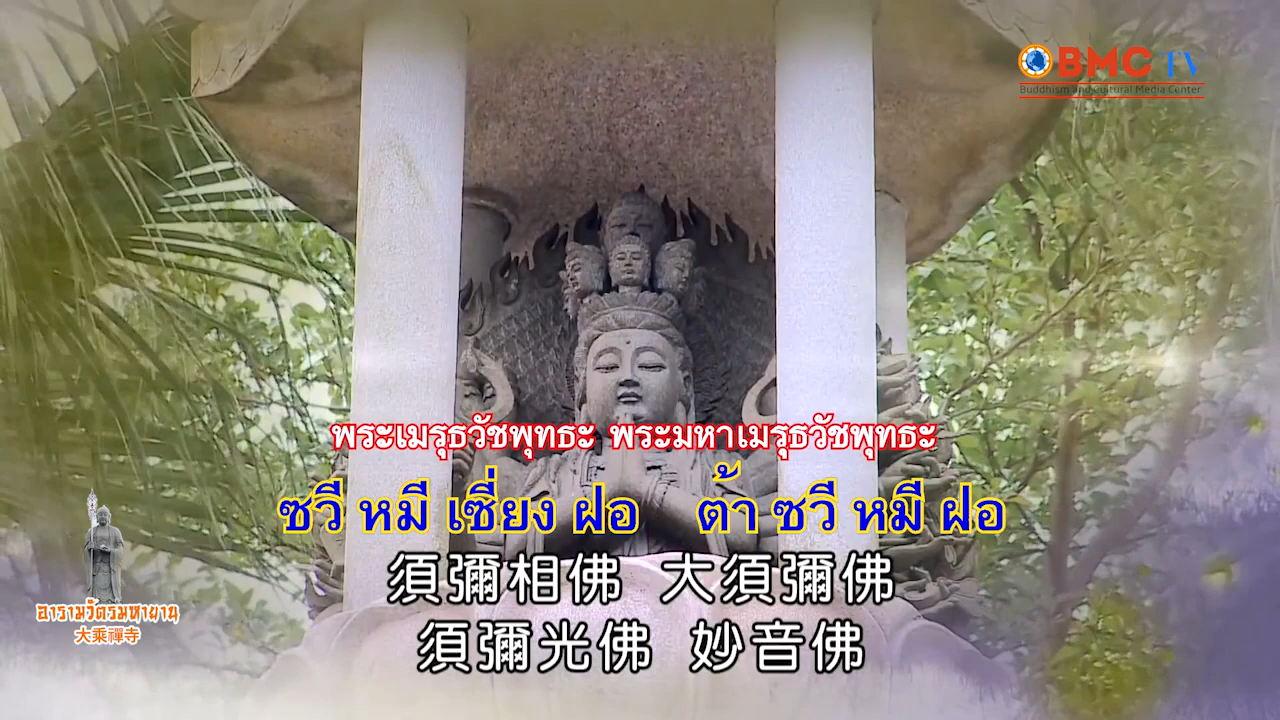 BMC TV
Buddhism and Cultural Media Center
พระเมรุธวัชพุทธะ พระมหาเมรุธวัชพุทธะ
ซวี หมี เซี่ยง ฝอ ต้า ซวี หมี ฝอ
須彌相佛 大須彌佛
須彌光佛 妙音佛
อารามวัตรมหายาน
大乘禪寺